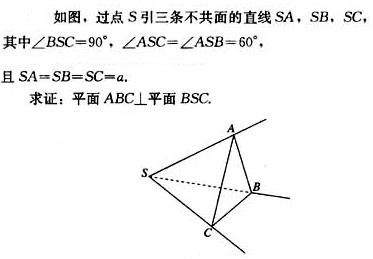 如图，过点 S 引三条不共面的直线 SA，SB，SC，
其中∠BSC=90°，∠ASC=∠ASB=60°，
且 SA=SB=SC=a.
求证：平面 ABC⊥平面 BSC.
A
S
B
C